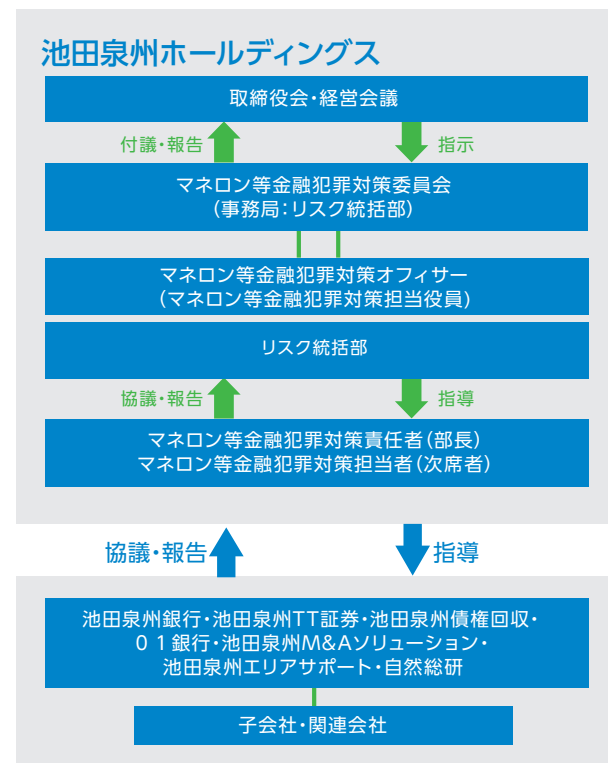 池田泉州ホールディングス
取締役会・経営会議
付議・報告
指示
マネロン等金融犯罪対策委員会
(事務局：リスク統括部)
マネロン等金融犯罪対策オフィサー
(マネロン等金融犯罪対策担当役員)
リスク統括部
協議・報告
指導
マネロン等金融犯罪対策責任者(部長)
マネロン等金融犯罪対策担当者(次席者)
協議・報告
指導
池田泉州銀行・池田泉州TT証券・池田泉州債権回収・
０１銀行・池田泉州M&Aソリューション・
池田泉州エリアサポート・自然総研
子会社・関連会社